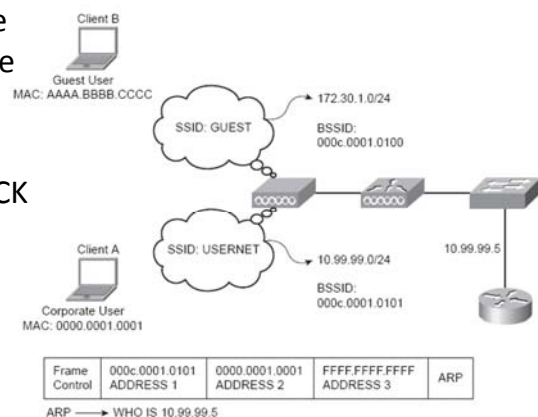 e
e
CK
Client B
Guest User
MAC: AAAA.BBBB.CCCC
SSID: GUEST
172.30.1.0/24
BSSID:
000c.0001.0100
Client A
Corporate User
MAC: 0000.0001.0001
SSID: USERNET
10.99.99.0/24
BSSID:
000c.0001.0101
10.99.99.5
Frame Control
000c.0001.0101 ADDRESS 1
0000.0001.0001 ADDRESS 2
FFFF.FFFF.FFFF ADDRESS 3
ARP
ARP → WHO IS 10.99.99.5